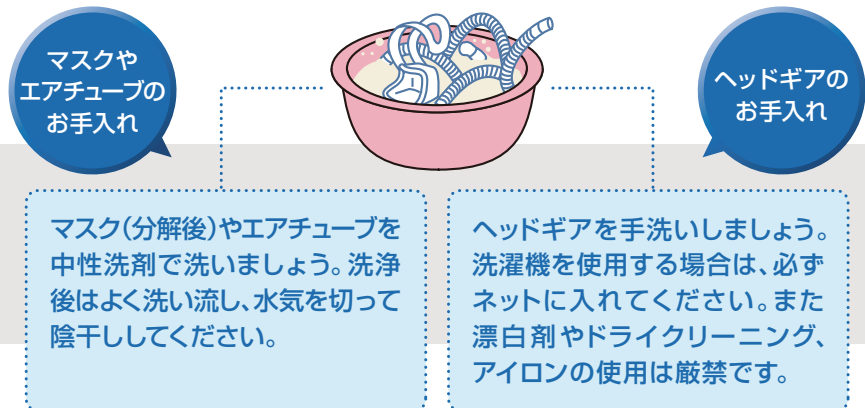 マスクや
エアチューブの
お手入れ
ヘッドギアの
お手入れ
マスク(分解後)やエアチューブを
中性洗剤で洗いましょう。洗浄
後はよく洗い流し、水気を切って
陰干ししてください。
ヘッドギアを手洗いしましょう。
洗濯機を使用する場合は、必ず
ネットに入れてください。また
漂白剤やドライクリーニング、
アイロンの使用は厳禁です。